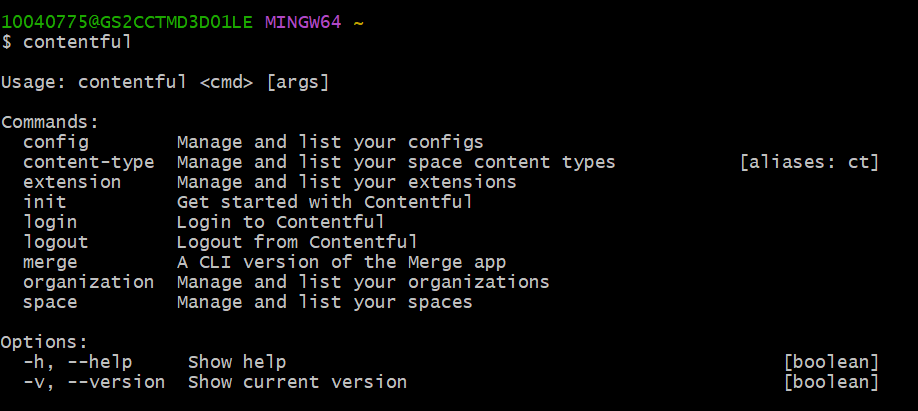 10040775@GS2CCTMD3D01LE MINGW64 ~
$ contentful
Usage: contentful <cmd> [args]
Commands:
config Manage and list your configs
content-type Manage and list your space content types [aliases: ct]
extension Manage and list your extensions
init Get started with Contentful
login Login to Contentful
logout Logout from Contentful
merge A CLI version of the Merge app
organization Manage and list your organizations
space Manage and list your spaces
Options:
-h, --help Show help [boolean]
-v, --version Show current version [boolean]